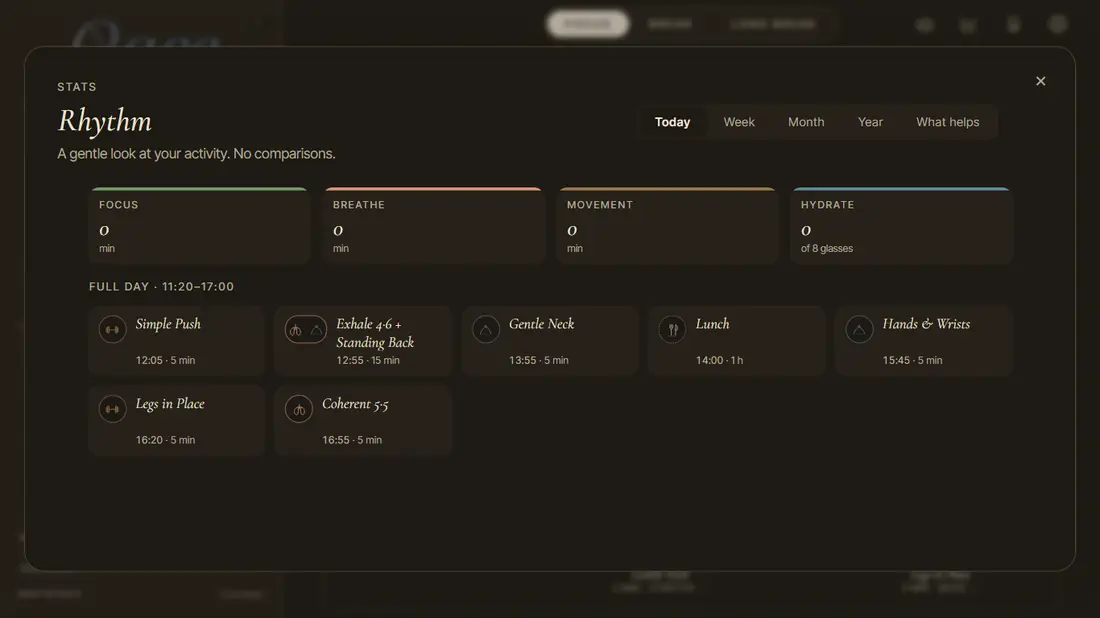 STATS
Rhythm
A gentle look at your activity. No comparisons.
Today Week Month Year What helps
FOCUS
0
min
BREATHE
0
min
MOVEMENT
0
min
HYDRATE
0
of 8 glasses
FULL DAY · 11:20–17:00
Simple Push
12:05 · 5 min
Exhale 4-6 +
Standing Back
12:55 · 15 min
Gentle Neck
13:55 · 5 min
Lunch
14:00 · 1 h
Hands & Wrists
15:45 · 5 min
Legs in Place
16:20 · 5 min
Coherent 5·5
16:55 · 5 min